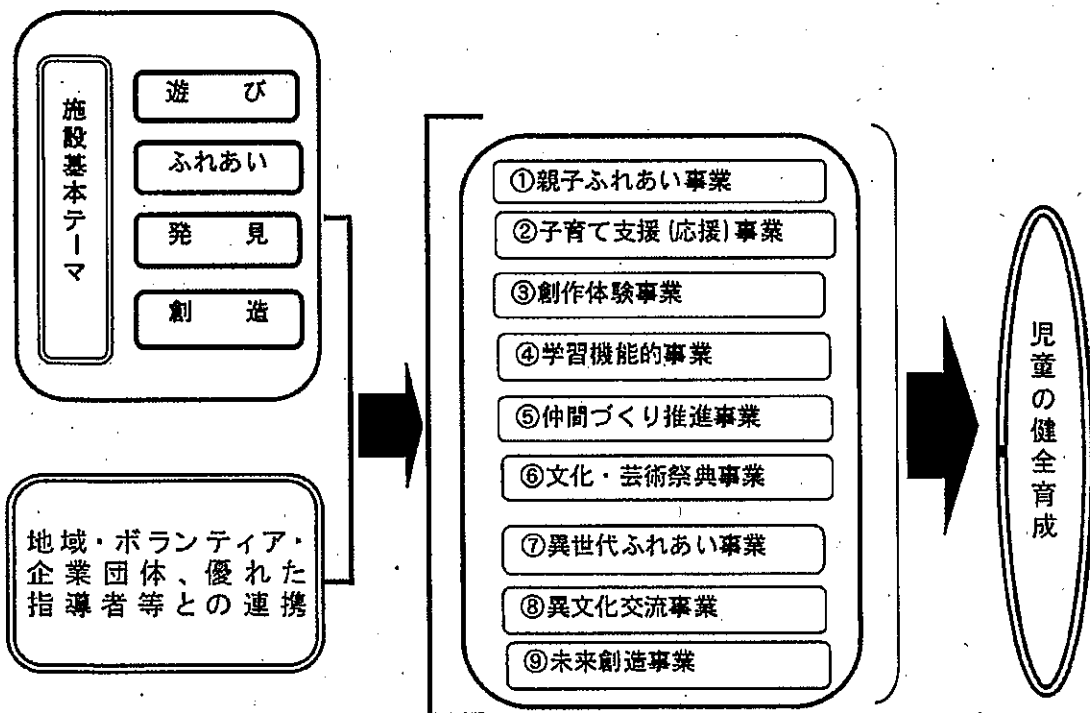 施設基本テーマ
遊 び
ふれあい
発 見
創 造
地域・ボランティア・
企業団体、優れた
指導者等との連携
①親子ふれあい事業
②子育て支援(応援)事業
③創作体験事業
④学習機能的事業
⑤仲間づくり推進事業
⑥文化・芸術祭典事業
⑦異世代ふれあい事業
⑧異文化交流事業
⑨未来創造事業
児童の健全育成